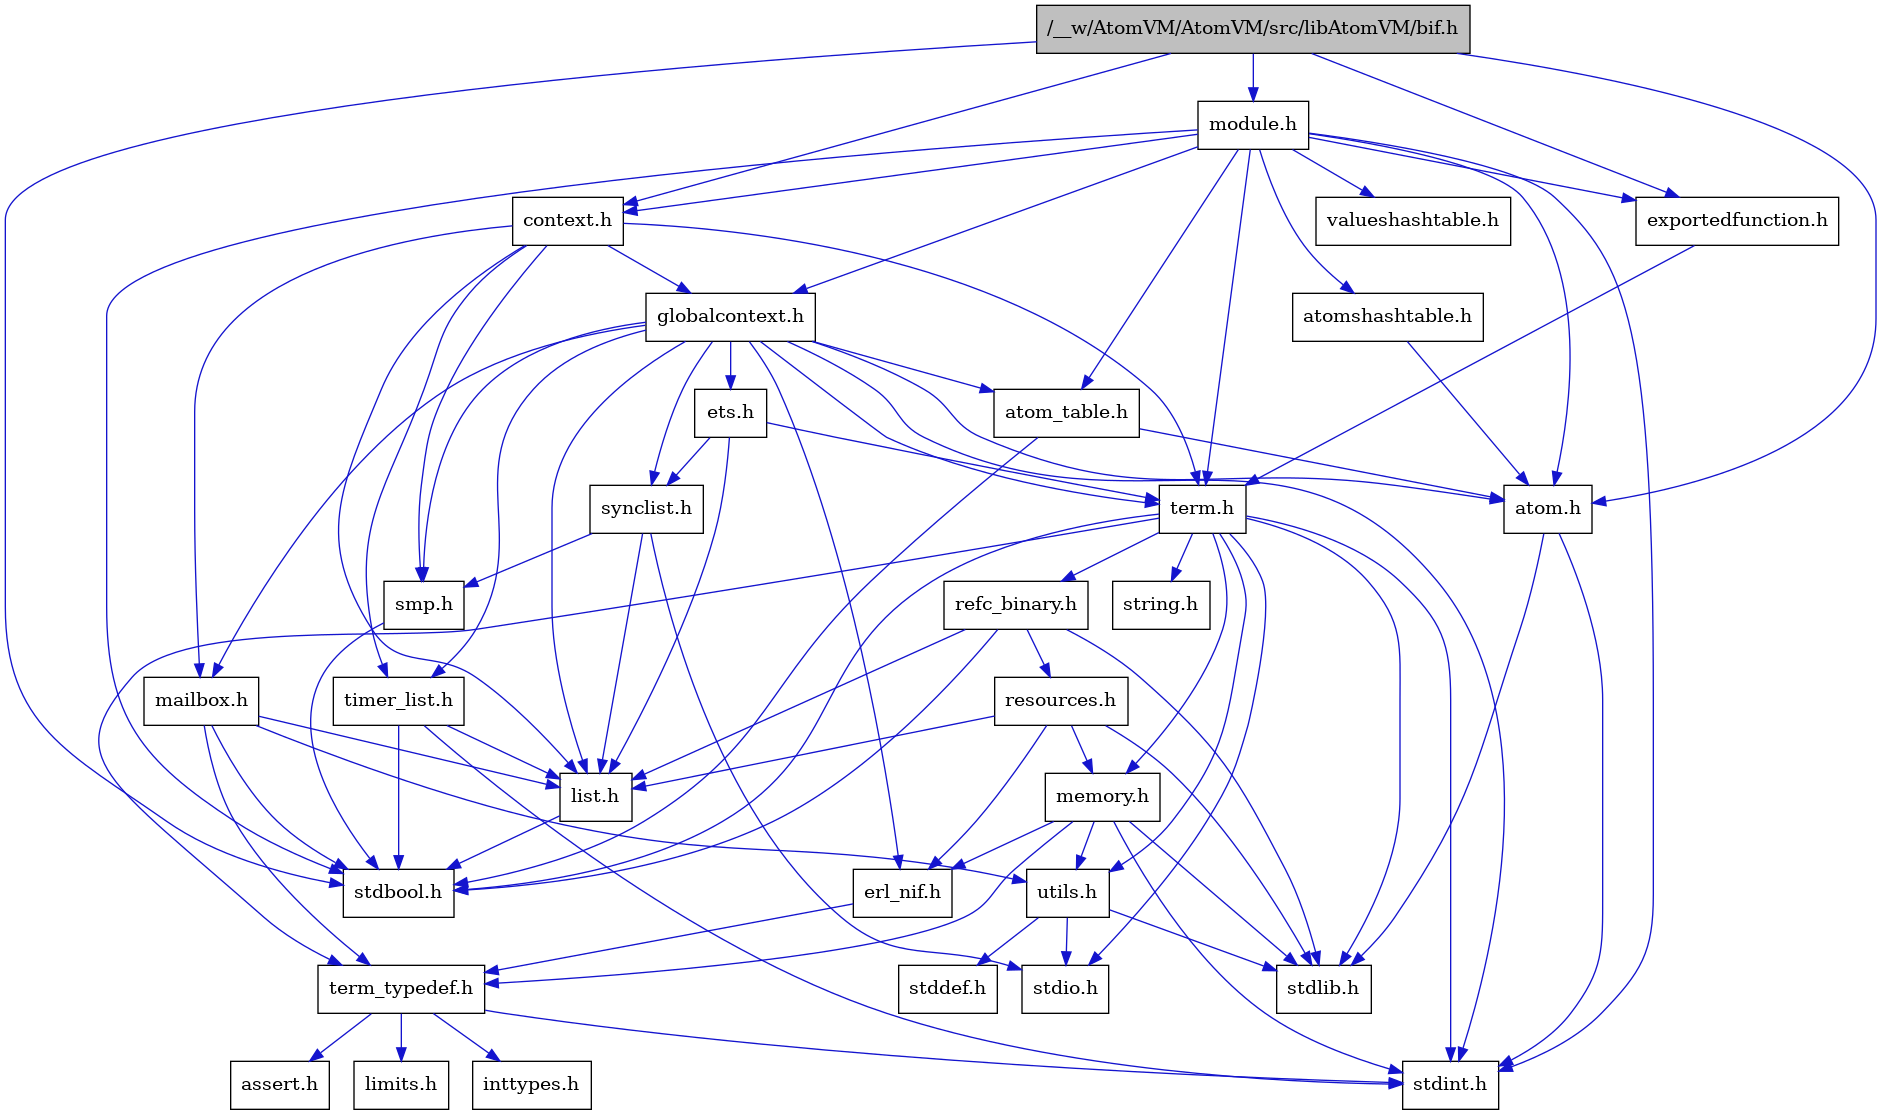 /__w/AtomVM/AtomVM/src/libAtomVM/bif.h
module.h
context.h
valueshashtable.h
exportedfunction.h
globalcontext.h
atomshashtable.h
ets.h
atom_table.h
synclist.h
term.h
atom.h
smp.h
refc_binary.h
string.h
mailbox.h
timer_list.h
resources.h
list.h
memory.h
stdbool.h
erl_nif.h
utils.h
term_typedef.h
stddef.h
stdio.h
stdlib.h
assert.h
limits.h
inttypes.h
stdint.h